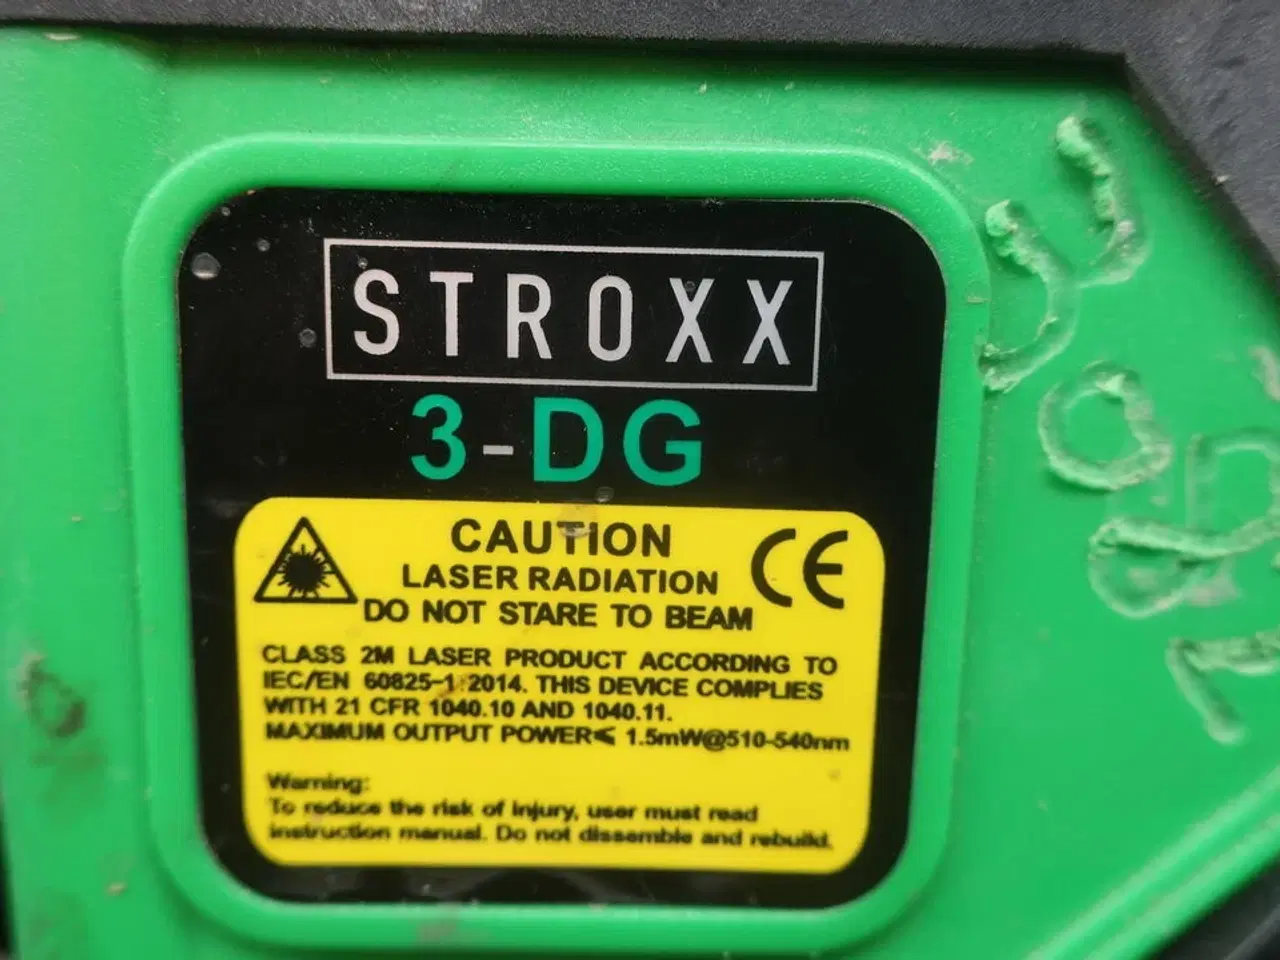 STROXX
3-DG
CAUTION
LASER RADIATION
DO NOT STARE TO BEAM
CE
CLASS 2M LASER PRODUCT ACCORDING TO
IEC/EN 60825-1:2014. THIS DEVICE COMPLIES
WITH 21 CFR 1040.10 AND 1040.11.
MAXIMUM OUTPUT POWER≤ 1.5mW@510-540nm
Warning:
To reduce the risk of injury, user must read
instruction manual. Do not dissemble and rebuild.